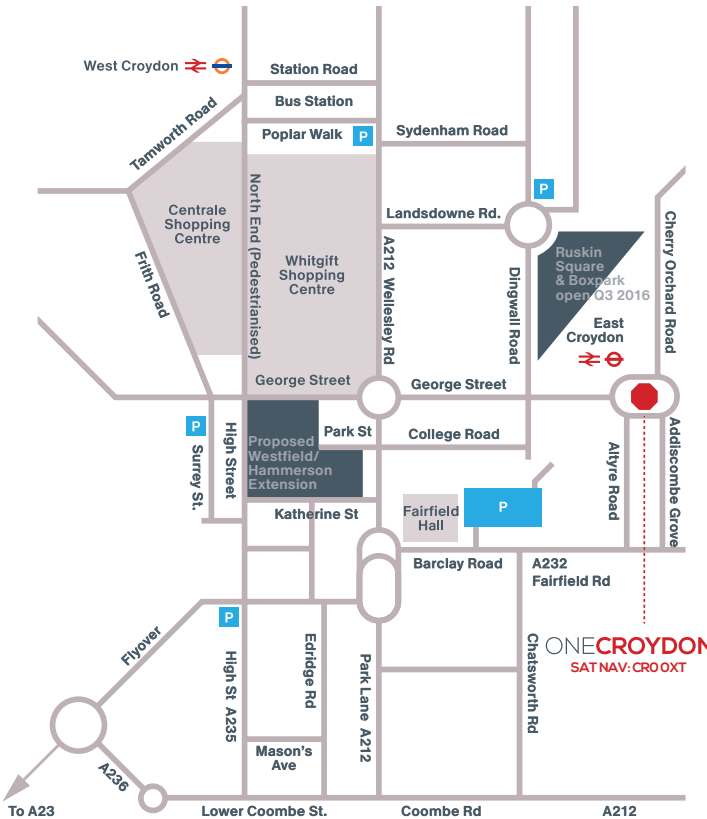 West Croydon
Station Road
Bus Station
Tamworth Road
Poplar Walk
P
Sydenham Road
P
Centrale
Shopping
Centre
North End (Pedestrianised)
Landsdowne Rd.
Cherry Orchard Road
Whitgift
Shopping
Centre
A212 Wellesley Rd
Dingwall Road
Ruskin
Square
& Boxpark
open Q3 2016
Frith Road
East
Croydon
George Street
George Street
P
Surrey St.
High Street
Park St
College Road
Proposed
Westfield/
Hammerson
Extension
Altyre Road
Addiscombe Grove
Katherine St
Fairfield
Hall
P
Barclay Road
A232
Fairfield Rd
P
Flyover
High St A235
Edridge Rd
Park Lane A212
Chatsworth Rd
ONECROYDON
SAT NAV: CR0 0XT
Mason's
Ave
A236
To A23
Lower Coombe St.
Coombe Rd
A212